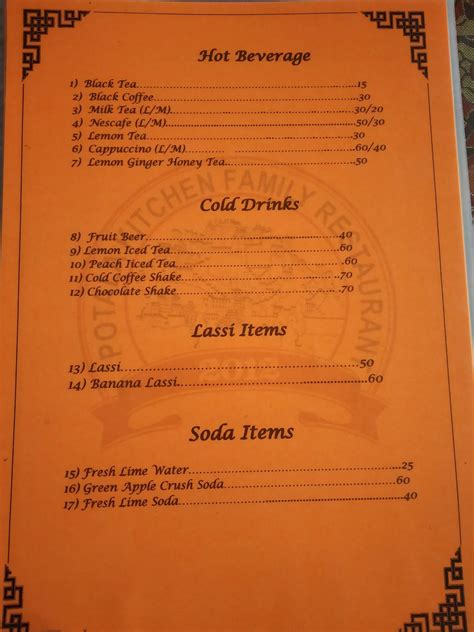 Hot Beverage
1) Black Tea.....................................................15
2) Black Coffee................................................30
3) Milk Tea (L/M)..........................................30/20
4) Nescafe (L/M)............................................50/30
5) Lemon Tea..................................................30
6) Cappuccino (L/M).....................................60/40
7) Lemon Ginger Honey Tea..............................50
KITCHEN FAMILY RESTAURAN
Cold Drinks
8) Fruit Beer...................................................40
9) Lemon Iced Tea............................................60
10) Peach Iiced Tea..........................................60
11) Cold Coffee Shake.......................................70
12) Chocolate Shake.........................................70
Lassi Items
13) Lassi..........................................................50
14) Banana Lassi..............................................60
Soda Items
15) Fresh Lime Water..............................................25
16) Green Apple Crush Soda.....................................60
17) Fresh Lime Soda................................................40